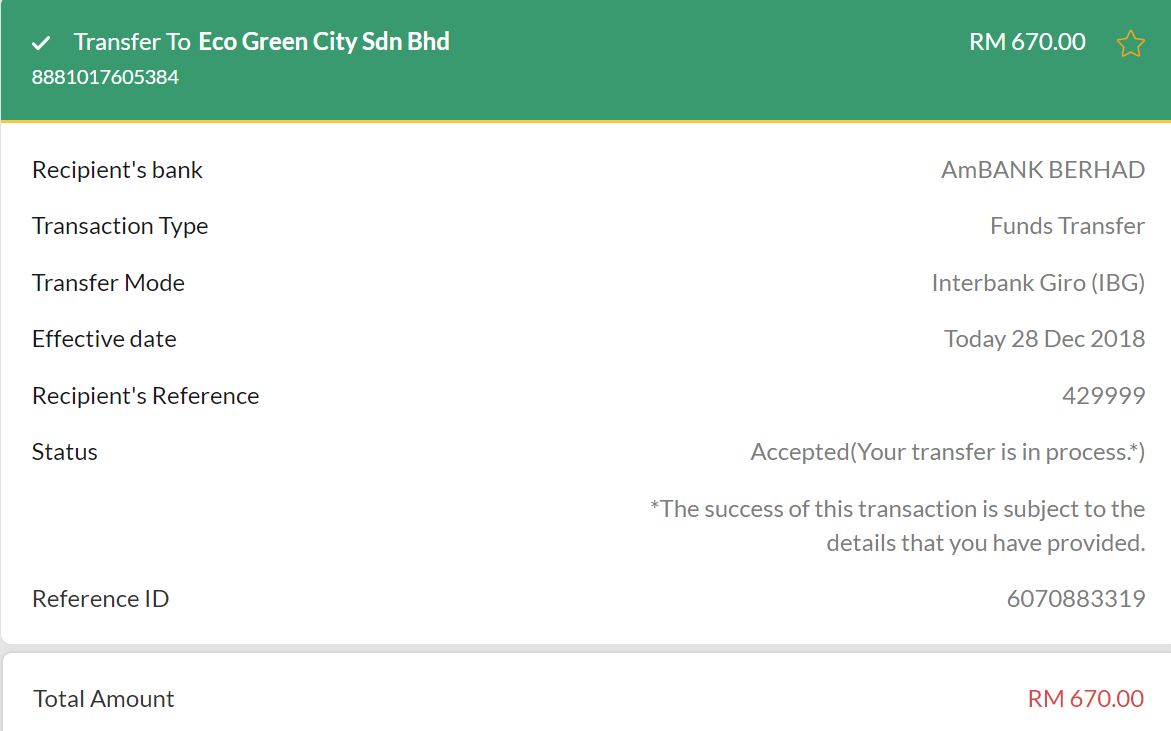 Transfer To Eco Green City Sdn Bhd RM 670.00
8881017605384
Recipient's bank AmBANK BERHAD
Transaction Type Funds Transfer
Transfer Mode Interbank Giro (IBG)
Effective date Today 28 Dec 2018
Recipient's Reference 429999
Status Accepted(Your transfer is in process.*)
*The success of this transaction is subject to the
details that you have provided.
Reference ID 6070883319
Total Amount RM 670.00